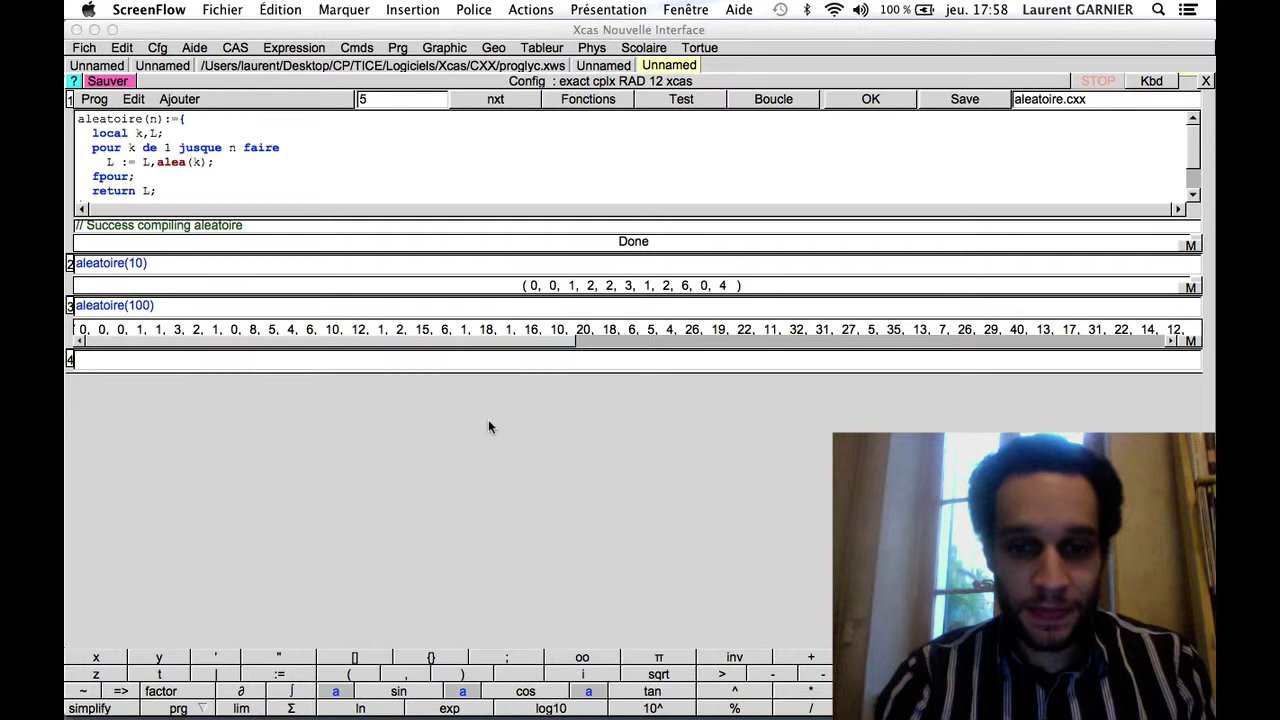 ScreenFlow Fichier Édition Marquer Insertion Police Actions Présentation Fenêtre Aide 100 % jeu. 17:58 Laurent GARNIER
Xcas Nouvelle Interface
Fich Edit Cfg Aide CAS Expression Cmds Prg Graphic Geo Tableur Phys Scolaire Tortue
Unnamed Unnamed /Users/laurent/Desktop/CP/TICE/Logiciels/Xcas/CXX/proglyc.xws Unnamed Unnamed
? Sauver Config : exact cplx RAD 12 xcas STOP Kbd X
1 Prog Edit Ajouter 5 nxt Fonctions Test Boucle OK Save aleatoire.cxx
aleatoire(n):={
local k,L;
pour k de 1 jusque n faire
L := L,alea(k);
fpour;
return L;
// Success compiling aleatoire
Done M
2 aleatoire(10)
( 0, 0, 1, 2, 2, 3, 1, 2, 6, 0, 4 ) M
3 aleatoire(100)
0, 0, 0, 1, 1, 3, 2, 1, 0, 8, 5, 4, 6, 10, 12, 1, 2, 15, 6, 1, 18, 1, 16, 10, 20, 18, 6, 5, 4, 26, 19, 22, 11, 32, 31, 27, 5, 35, 13, 7, 26, 29, 40, 13, 17, 31, 22, 14, 12,
M
4
x y ' " [] {} ; oo π inv +
z t | := ( , ) i sqrt > - -
~ => factor ∂ ∫ a sin a cos a tan ^ *
simplify prg lim Σ ln exp log10 10^ % /